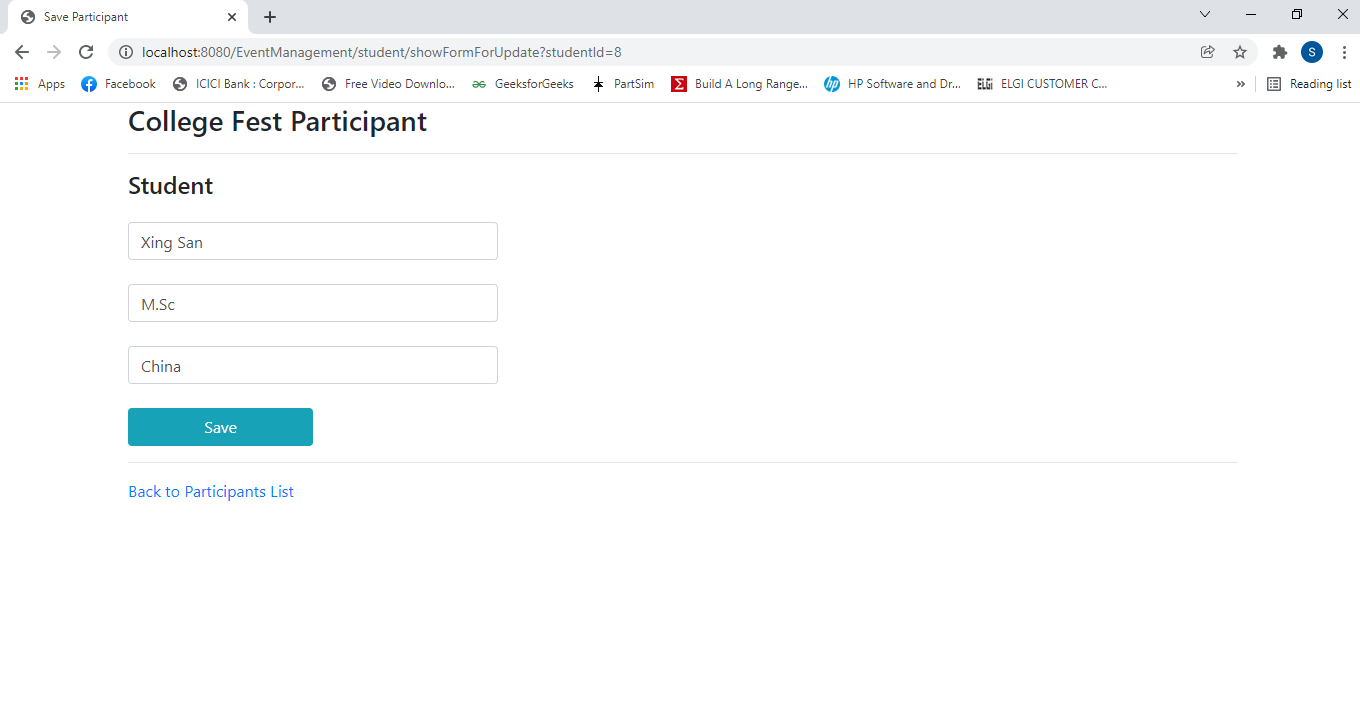 Save Participant
localhost:8080/EventManagement/student/showFormForUpdate?studentId=8
S
Apps Facebook ICICI Bank : Corpor... Free Video Downlo... GeeksforGeeks PartSim Σ Build A Long Range... hp HP Software and Dr... ELGi ELGI CUSTOMER C... » Reading list
College Fest Participant
Student
Xing San
M.Sc
China
Save
Back to Participants List